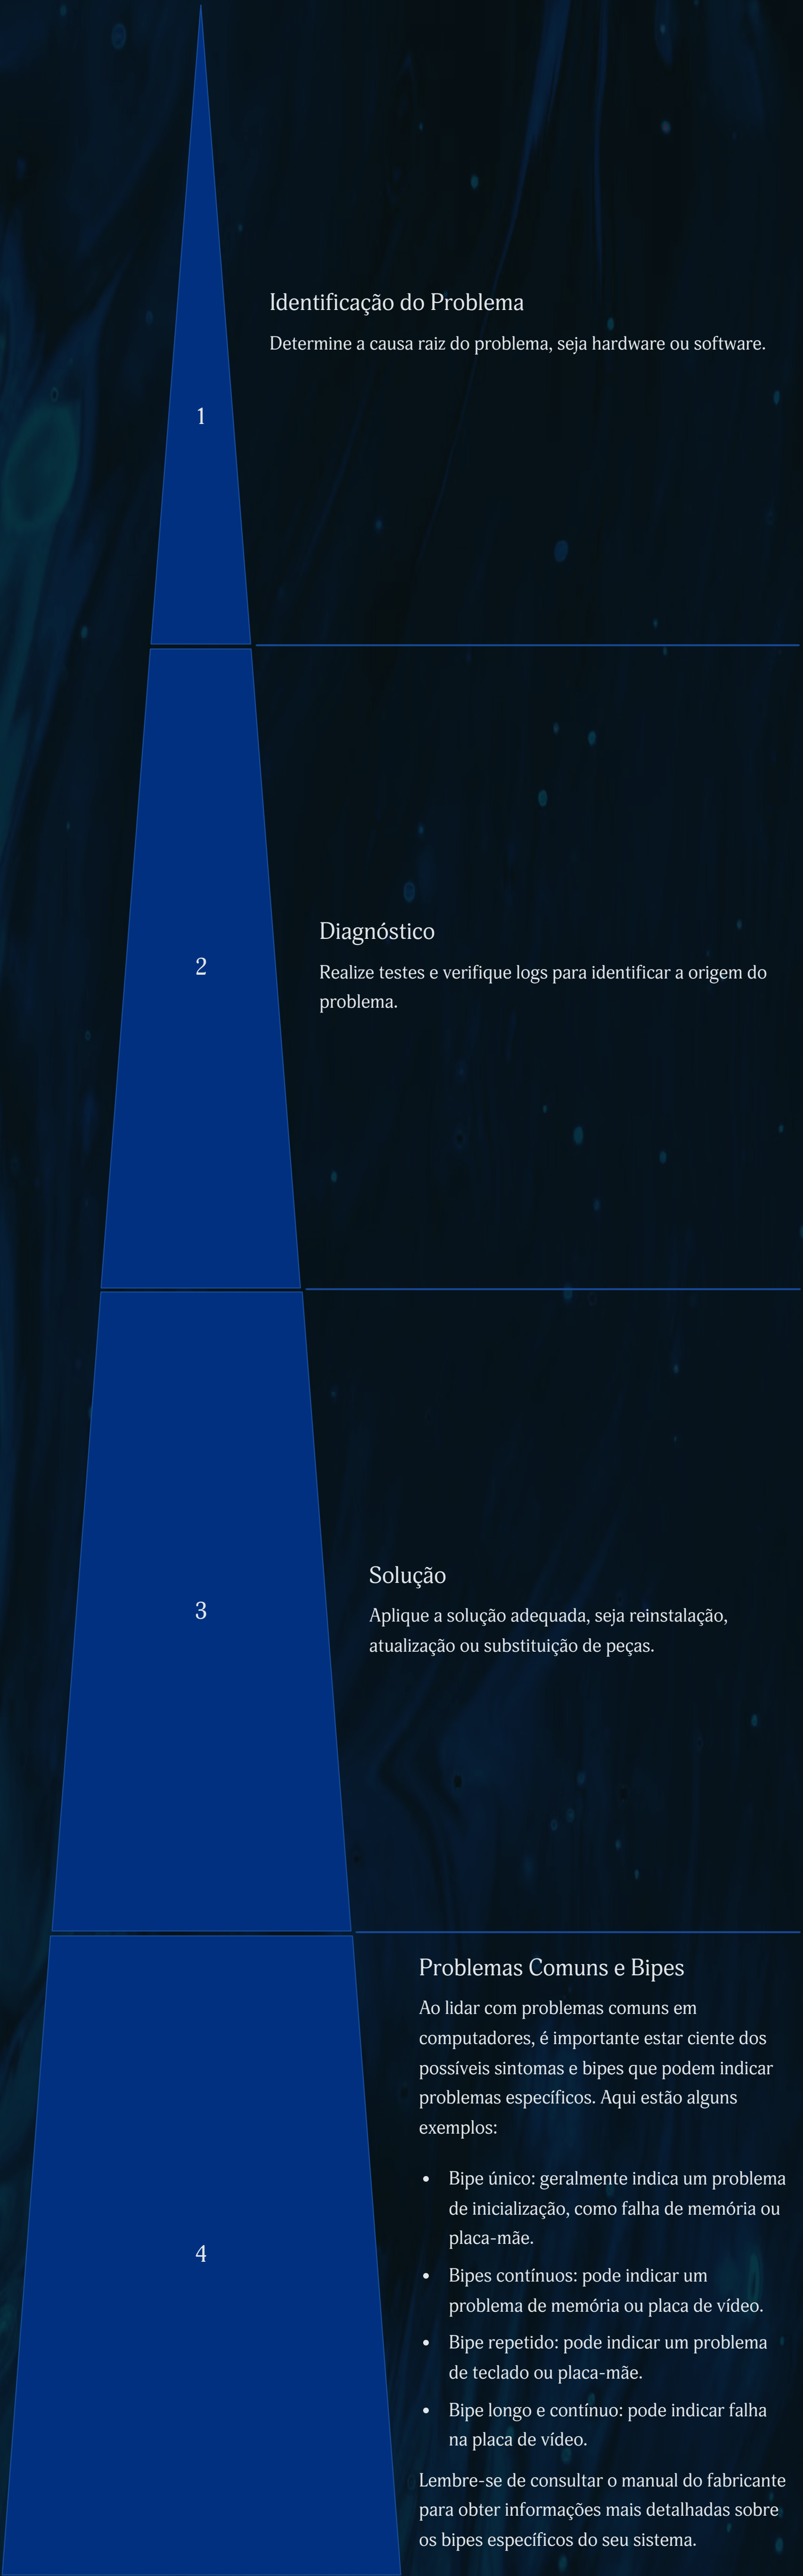 Identificação do Problema
Determine a causa raiz do problema, seja hardware ou software.
1
Diagnóstico
2
Realize testes e verifique logs para identificar a origem do
problema.
Solução
3
Aplique a solução adequada, seja reinstalação,
atualização ou substituição de peças.
Problemas Comuns e Bipes
Ao lidar com problemas comuns em
computadores, é importante estar ciente dos
possíveis sintomas e bipes que podem indicar
problemas específicos. Aqui estão alguns
exemplos:
• Bipe único: geralmente indica um problema
de inicialização, como falha de memória ou
placa-mãe.
4
• Bipes contínuos: pode indicar um
problema de memória ou placa de vídeo.
• Bipe repetido: pode indicar um problema
de teclado ou placa-mãe.
• Bipe longo e contínuo: pode indicar falha
na placa de vídeo.
Lembre-se de consultar o manual do fabricante
para obter informações mais detalhadas sobre
os bipes específicos do seu sistema.